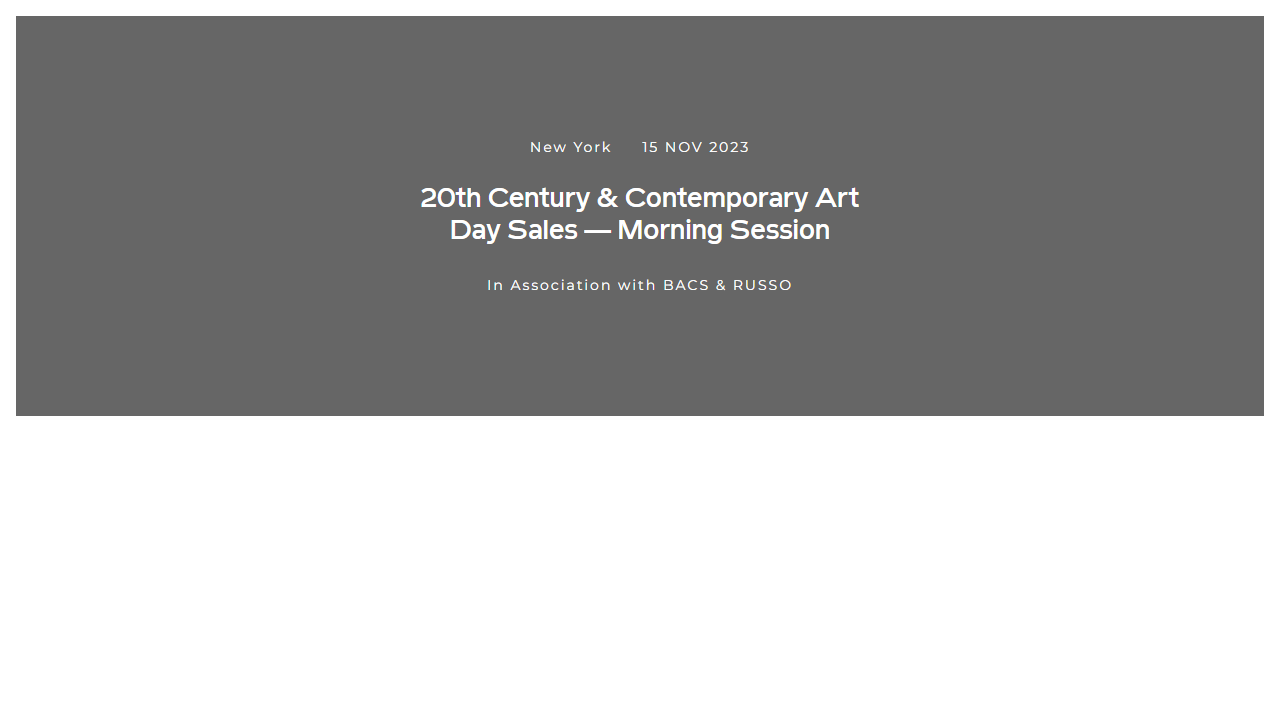 New York 15 NOV 2023
20th Century & Contemporary Art
Day Sales — Morning Session
In Association with BACS & RUSSO